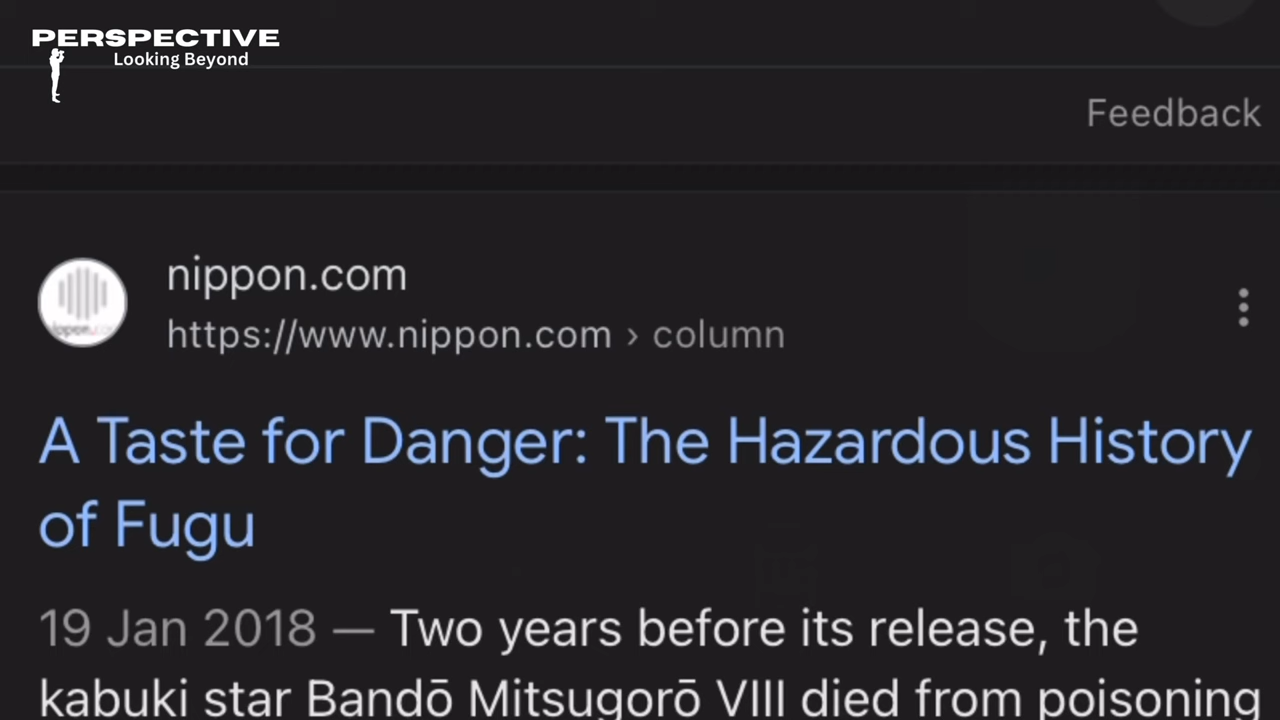 PERSPECTIVE
Looking Beyond
Feedback
nippon.com
https://www.nippon.com › column
A Taste for Danger: The Hazardous History
of Fugu
19 Jan 2018 — Two years before its release, the
kabuki star Bandō Mitsugorō VIII died from poisoning